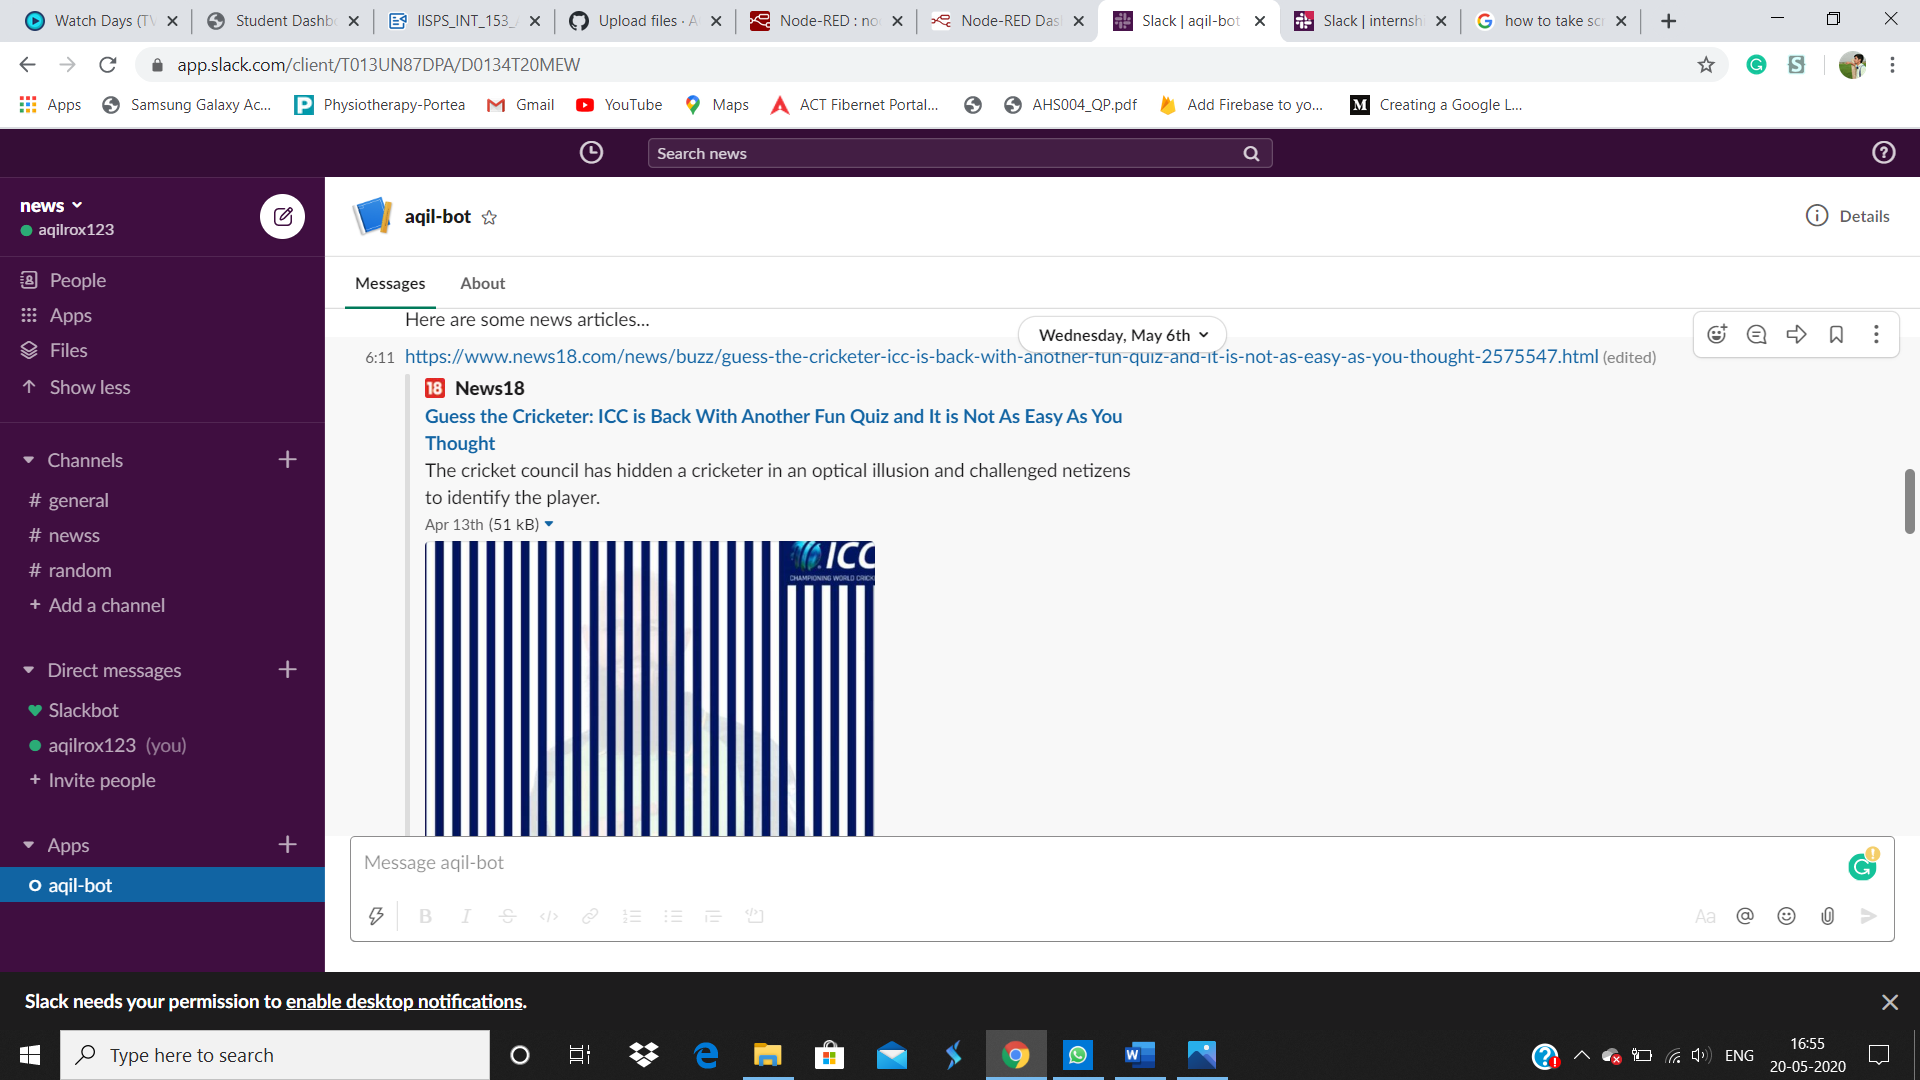 Watch Days (TV
Student Dashb
IISPS_INT_153_
Upload files · A
Node-RED : no
Node-RED Das
Slack | aqil-bot
Slack | internsh
how to take scr
app.slack.com/client/T013UN87DPA/D0134T20MEW
Apps
Samsung Galaxy Ac...
Physiotherapy-Portea
Gmail
YouTube
Maps
ACT Fibernet Portal...
AHS004_QP.pdf
Add Firebase to yo...
M
Creating a Google L...
Search news
news
aqilrox123
People
Apps
Files
Show less
Channels
# general
# newss
# random
+ Add a channel
Direct messages
Slackbot
aqilrox123 (you)
+ Invite people
Apps
aqil-bot
aqil-bot
Details
Messages
About
Here are some news articles...
Wednesday, May 6th
6:11 https://www.news18.com/news/buzz/guess-the-cricketer-icc-is-back-with-another-fun-quiz-and-it-is-not-as-easy-as-you-thought-2575547.html (edited)
18 News18
Guess the Cricketer: ICC is Back With Another Fun Quiz and It is Not As Easy As You
Thought
The cricket council has hidden a cricketer in an optical illusion and challenged netizens
to identify the player.
Apr 13th (51 kB)
ICC
CHAMPIONING WORLD CRICK
Message aqil-bot
B I S
Aa @
Slack needs your permission to enable desktop notifications.
Type here to search
ENG
16:55
20-05-2020